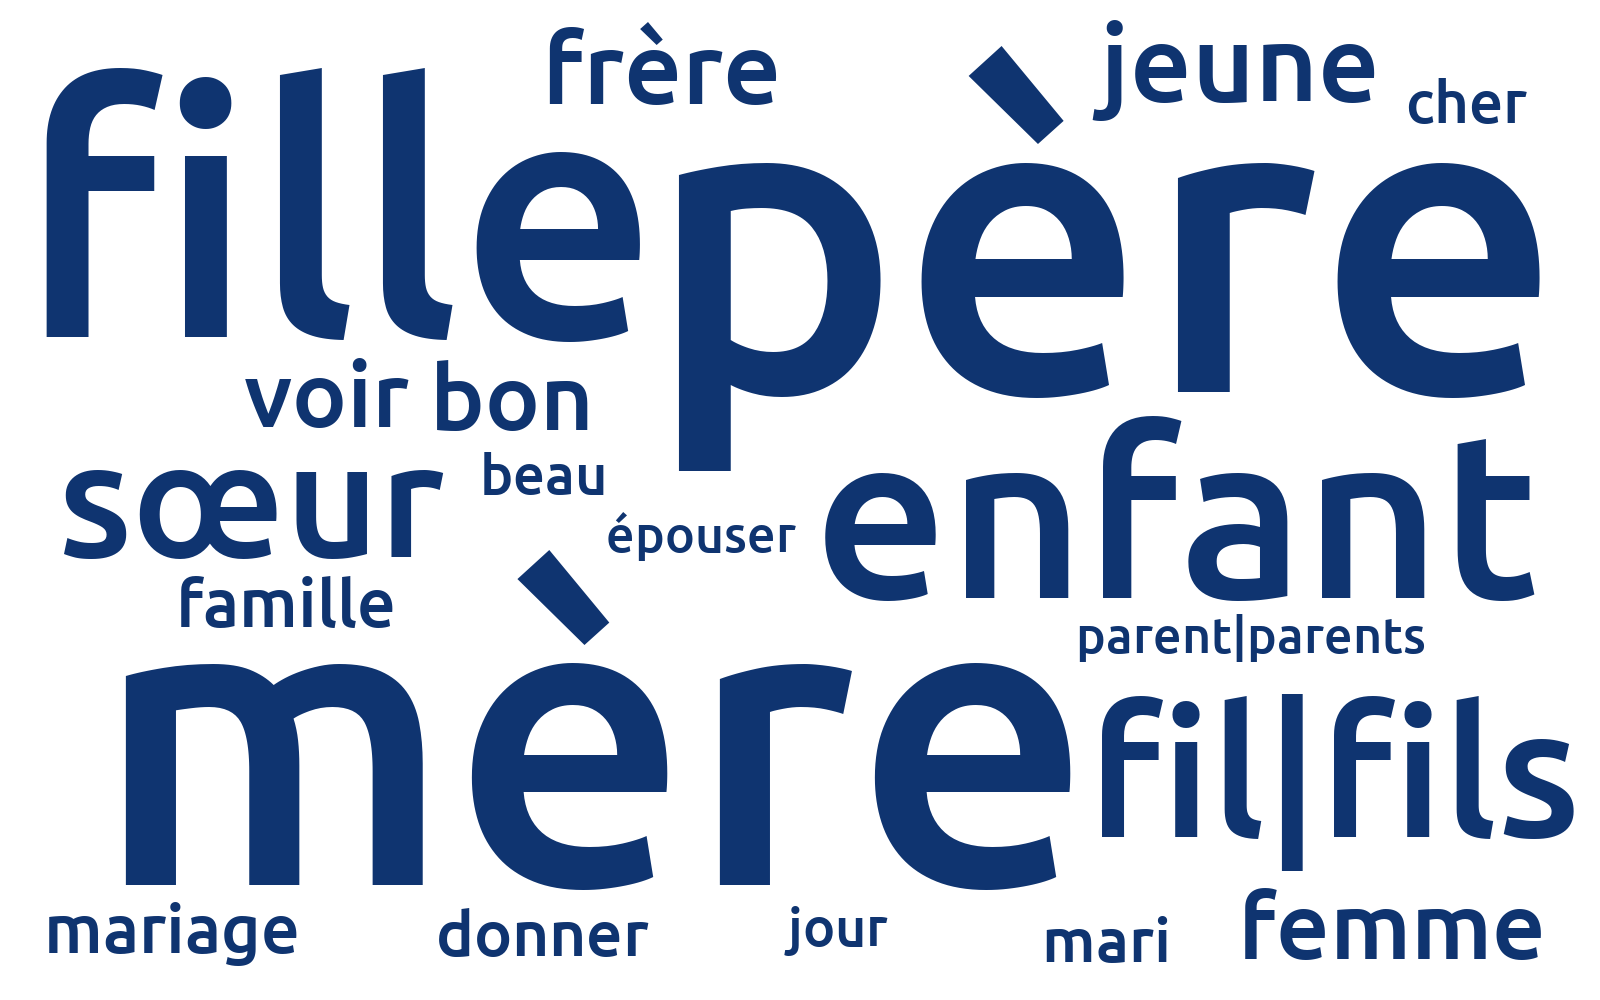 frère
jeune
cher
fille
père
voir
bon
beau
sœur
épouser
enfant
famille
parent|parents
mère
fil|fils
mariage
donner
jour
mari
femme